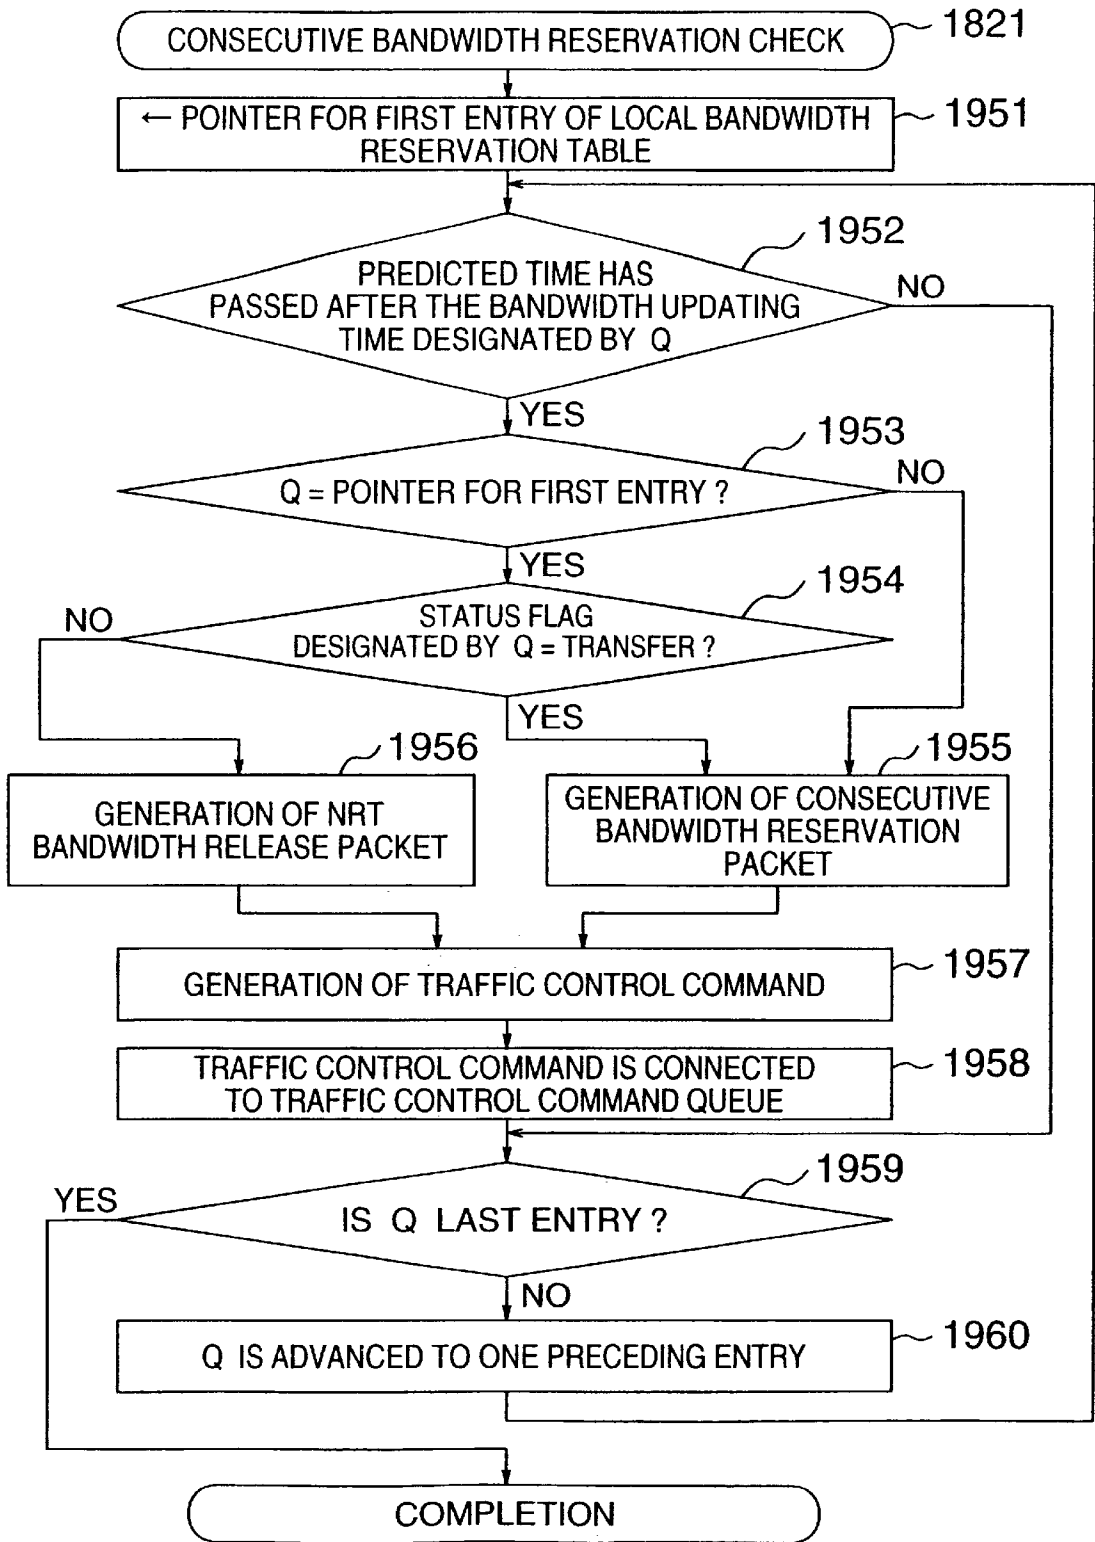 CONSECUTIVE BANDWIDTH RESERVATION CHECK
1821
← POINTER FOR FIRST ENTRY OF LOCAL BANDWIDTH
RESERVATION TABLE
1951
1952
PREDICTED TIME HAS
PASSED AFTER THE BANDWIDTH UPDATING
TIME DESIGNATED BY Q
NO
YES
1953
Q = POINTER FOR FIRST ENTRY ?
NO
YES
1954
STATUS FLAG
DESIGNATED BY Q = TRANSFER ?
NO
YES
1956
GENERATION OF NRT
BANDWIDTH RELEASE PACKET
1955
GENERATION OF CONSECUTIVE
BANDWIDTH RESERVATION
PACKET
GENERATION OF TRAFFIC CONTROL COMMAND
1957
TRAFFIC CONTROL COMMAND IS CONNECTED
TO TRAFFIC CONTROL COMMAND QUEUE
1958
1959
YES
IS Q LAST ENTRY ?
NO
Q IS ADVANCED TO ONE PRECEDING ENTRY
1960
COMPLETION